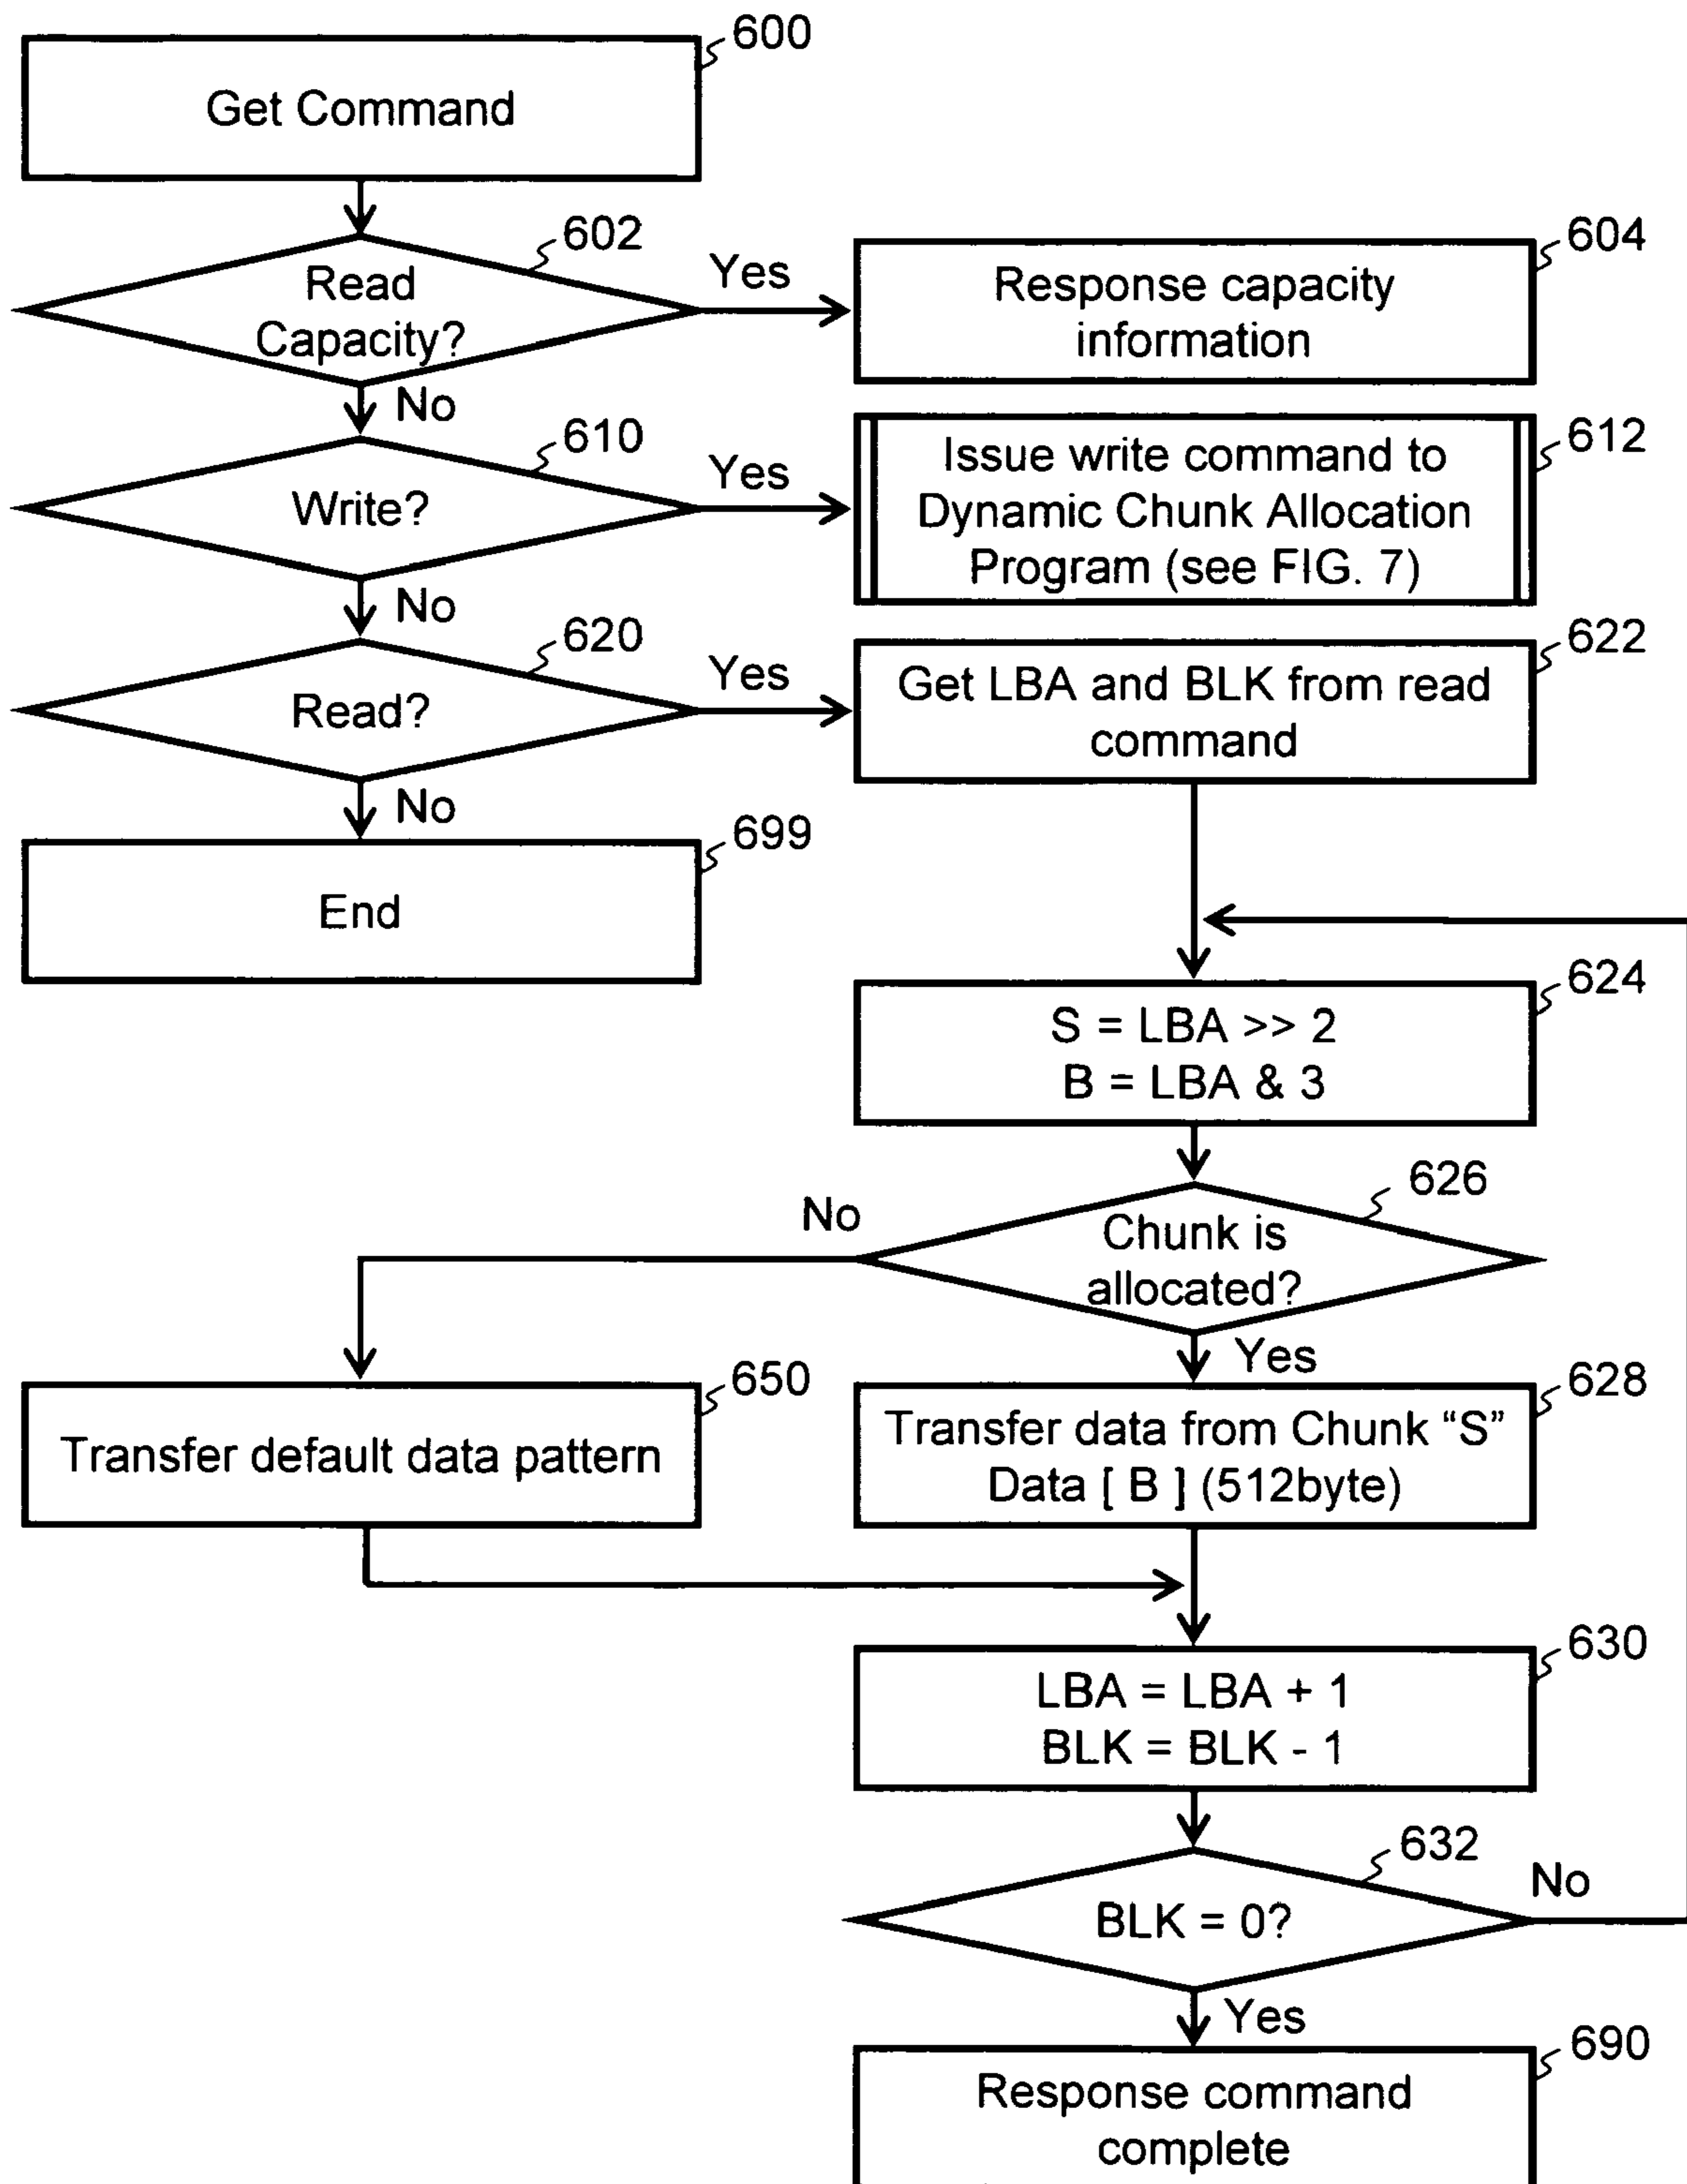 600
Get Command
602
Read
Capacity?
Yes
604
Response capacity
information
No
610
Write?
Yes
612
Issue write command to
Dynamic Chunk Allocation
Program (see FIG. 7)
No
620
Read?
Yes
622
Get LBA and BLK from read
command
No
699
End
624
S = LBA >> 2
B = LBA & 3
626
Chunk is
allocated?
No
Yes
650
Transfer default data pattern
628
Transfer data from Chunk “S”
Data [ B ] (512byte)
630
LBA = LBA + 1
BLK = BLK - 1
632
BLK = 0?
No
Yes
690
Response command
complete